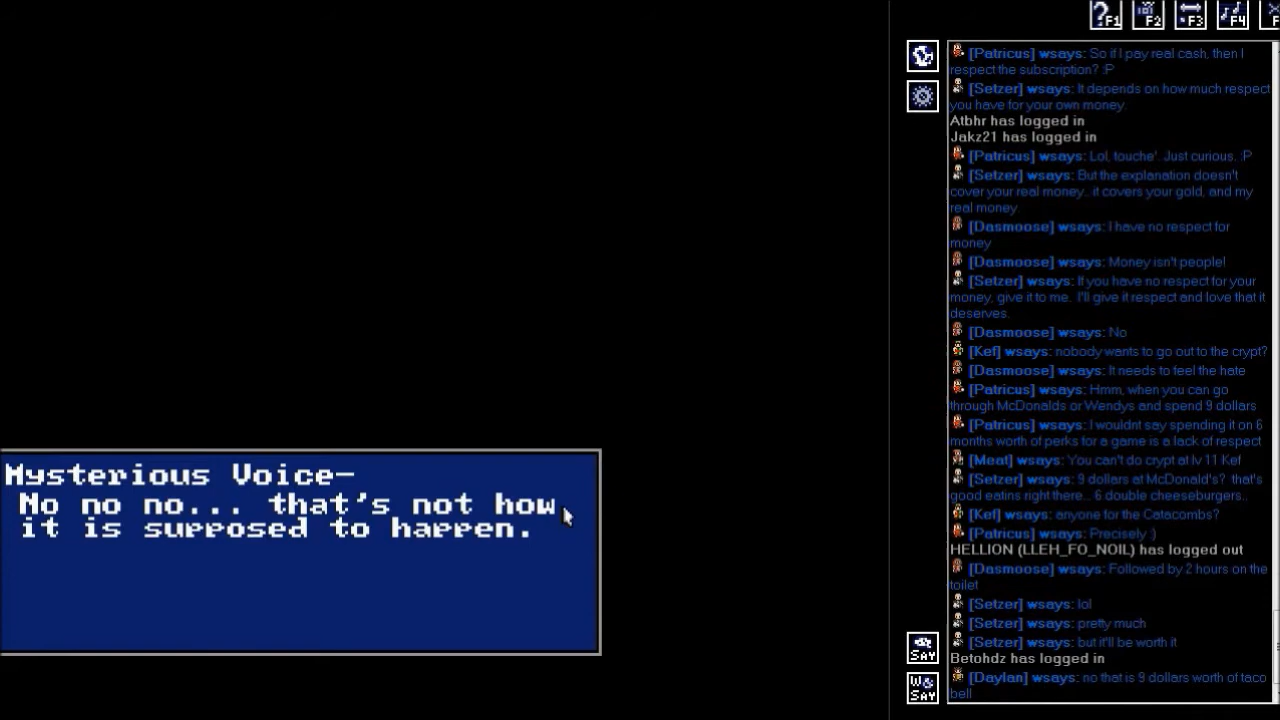 ?F1 F2 F3 F4 F
[Patricus] wsays: So if I pay real cash, then I
respect the subscription? :P
[Setzer] wsays: It depends on how much respect
you have for your own money.
Atbhr has logged in
Jakz21 has logged in
[Patricus] wsays: Lol, touche'. Just curious. :P
[Setzer] wsays: But the explanation doesn't
cover your real money.. it covers your gold, and my
real money.
[Dasmoose] wsays: I have no respect for
money
[Dasmoose] wsays: Money isn't people!
[Setzer] wsays: If you have no respect for your
money, give it to me. I'll give it respect and love that it
deserves.
[Dasmoose] wsays: No
[Kef] wsays: nobody wants to go out to the crypt?
[Dasmoose] wsays: It needs to feel the hate
[Patricus] wsays: Hmm, when you can go
through McDonalds or Wendys and spend 9 dollars
[Patricus] wsays: I wouldnt say spending it on 6
months worth of perks for a game is a lack of respect
[Meat] wsays: You can't do crypt at lv 11 Kef
[Setzer] wsays: 9 dollars at McDonald's? that's
good eatins right there... 6 double cheeseburgers..
[Kef] wsays: anyone for the Catacombs?
[Patricus] wsays: Precisely :)
HELLION (LLEH_FO_NOIL) has logged out
[Dasmoose] wsays: Followed by 2 hours on the
toilet
[Setzer] wsays: lol
[Setzer] wsays: pretty much
[Setzer] wsays: but it'll be worth it
Betohdz has logged in
[Daylan] wsays: no that is 9 dollars worth of taco
bell
SAY
W SAY
Mysterious Voice-
No no no... that's not how
it is supposed to happen.